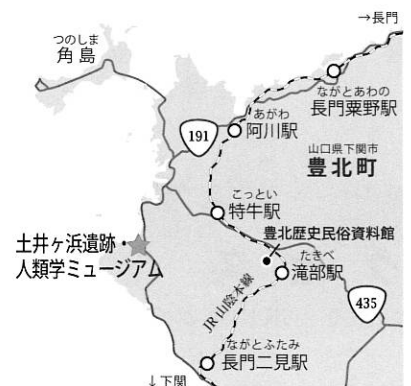 →長門
つのしま
角島
ながとあわの
長門粟野駅
あがわ
阿川駅
191
山口県下関市
豊北町
こっとい
特牛駅
土井ヶ浜遺跡・
人類学ミュージアム
豊北歴史民俗資料館
たきべ
滝部駅
JR山陰本線
435
ながとふたみ
長門二見駅
↓下関